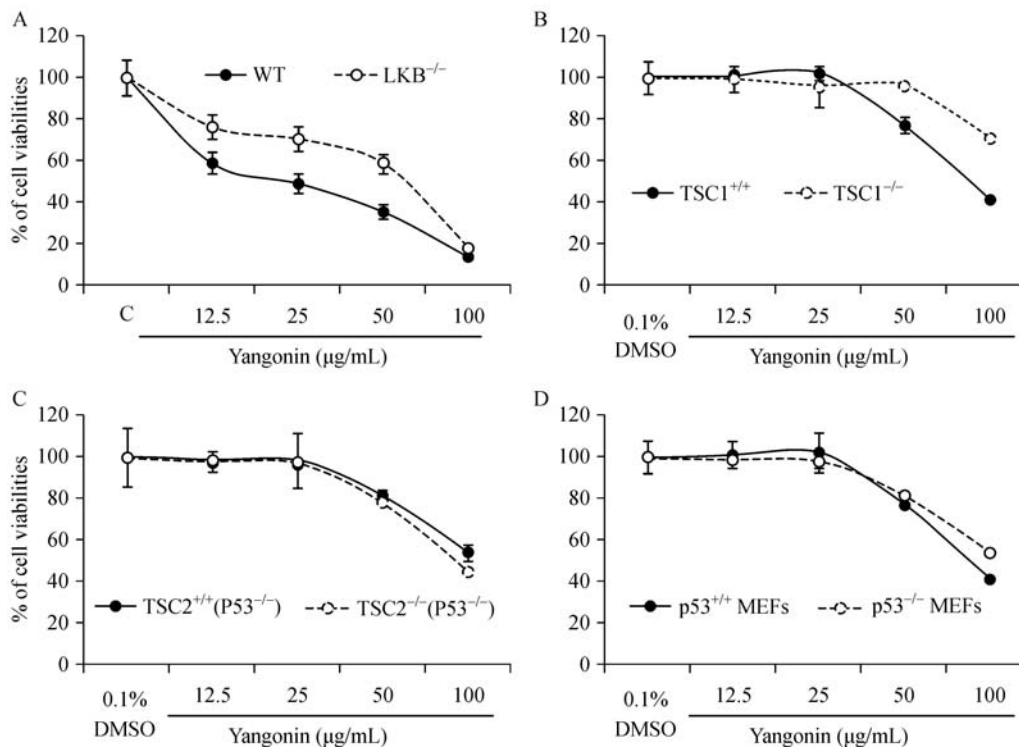 A
% of cell viabilities
120
100
80
60
40
20
0
WT
LKB⁻/⁻
C 12.5 25 50 100
Yangonin (μg/mL)
B
120
100
80
60
40
20
0
TSC1⁺/⁺
TSC1⁻/⁻
0.1% DMSO 12.5 25 50 100
Yangonin (μg/mL)
C
% of cell viabilities
120
100
80
60
40
20
0
TSC2⁺/⁺(P53⁻/⁻)
TSC2⁻/⁻(P53⁻/⁻)
0.1% DMSO 12.5 25 50 100
Yangonin (μg/mL)
D
120
100
80
60
40
20
0
p53⁺/⁺ MEFs
p53⁻/⁻ MEFs
0.1% DMSO 12.5 25 50 100
Yangonin (μg/mL)